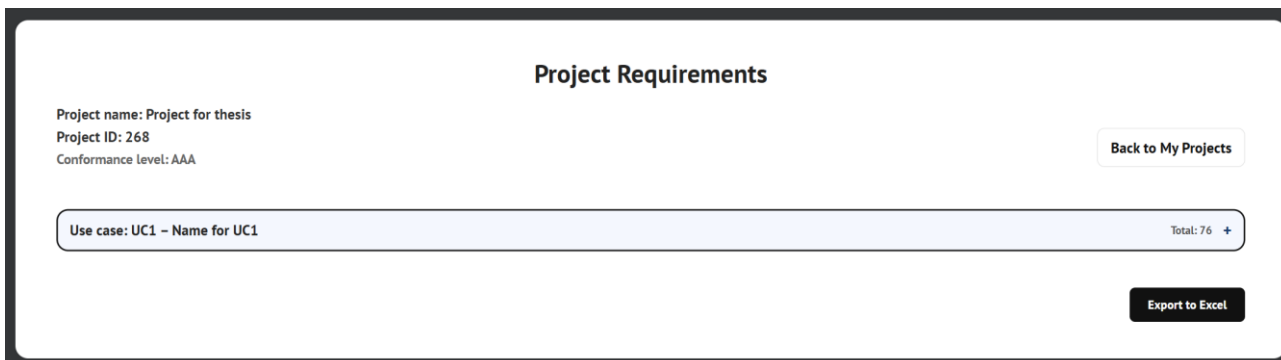 Project Requirements
Project name: Project for thesis
Project ID: 268
Conformance level: AAA
Back to My Projects
Use case: UC1 – Name for UC1
Total: 76 +
Export to Excel